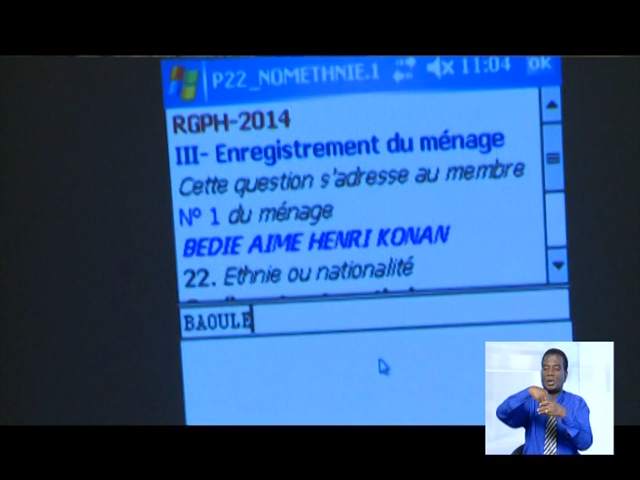 P22_NOMETHNIE.1 11:04 OK
RGPH-2014
III- Enregistrement du ménage
Cette question s'adresse au membre
N° 1 du ménage
BEDIE AIME HENRI KONAN
22. Ethnie ou nationalité
BAOULE